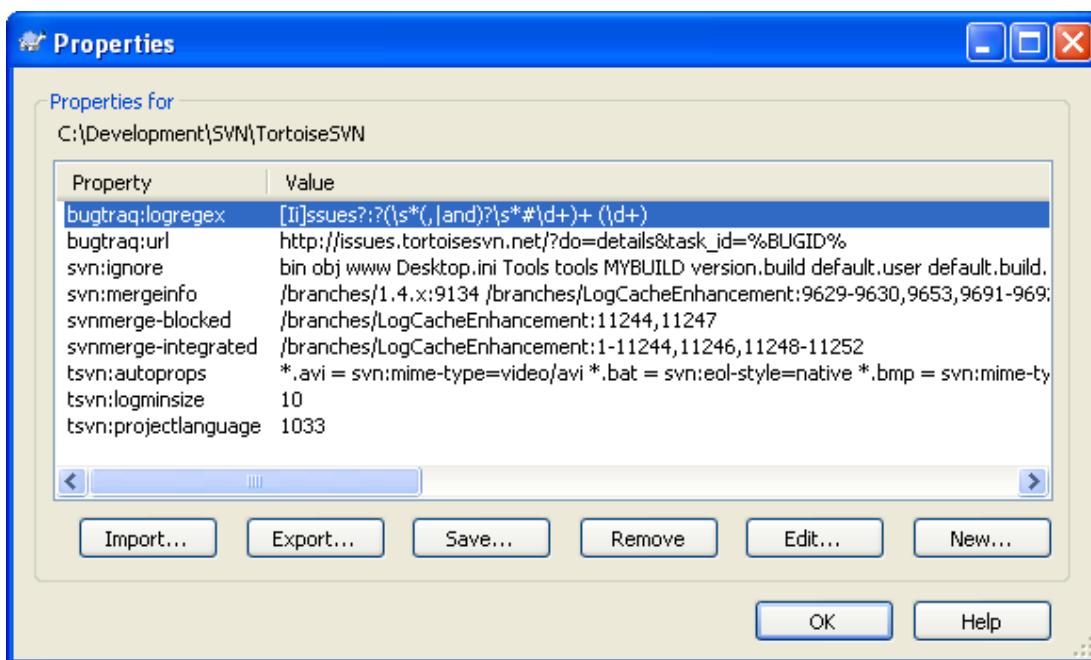 Properties
Properties for
C:\Development\SVN\TortoiseSVN
Property Value
bugtraq:logregex [Ii]ssues?:?(\s*(,|and)?\s*#\d+)+ (\d+)
bugtraq:url http://issues.tortoisesvn.net/?do=details&task_id=%BUGID%
svn:ignore bin obj www Desktop.ini Tools tools MYBUILD version.build default.user default.build.
svn:mergeinfo /branches/1.4.x:9134 /branches/LogCacheEnhancement:9629-9630,9653,9691-969
svnmerge-blocked /branches/LogCacheEnhancement:11244,11247
svnmerge-integrated /branches/LogCacheEnhancement:1-11244,11246,11248-11252
tsvn:autoprops *.avi = svn:mime-type=video/avi *.bat = svn:eol-style=native *.bmp = svn:mime-ty
tsvn:logminsize 10
tsvn:projectlanguage 1033
Import... Export... Save... Remove Edit... New...
OK Help